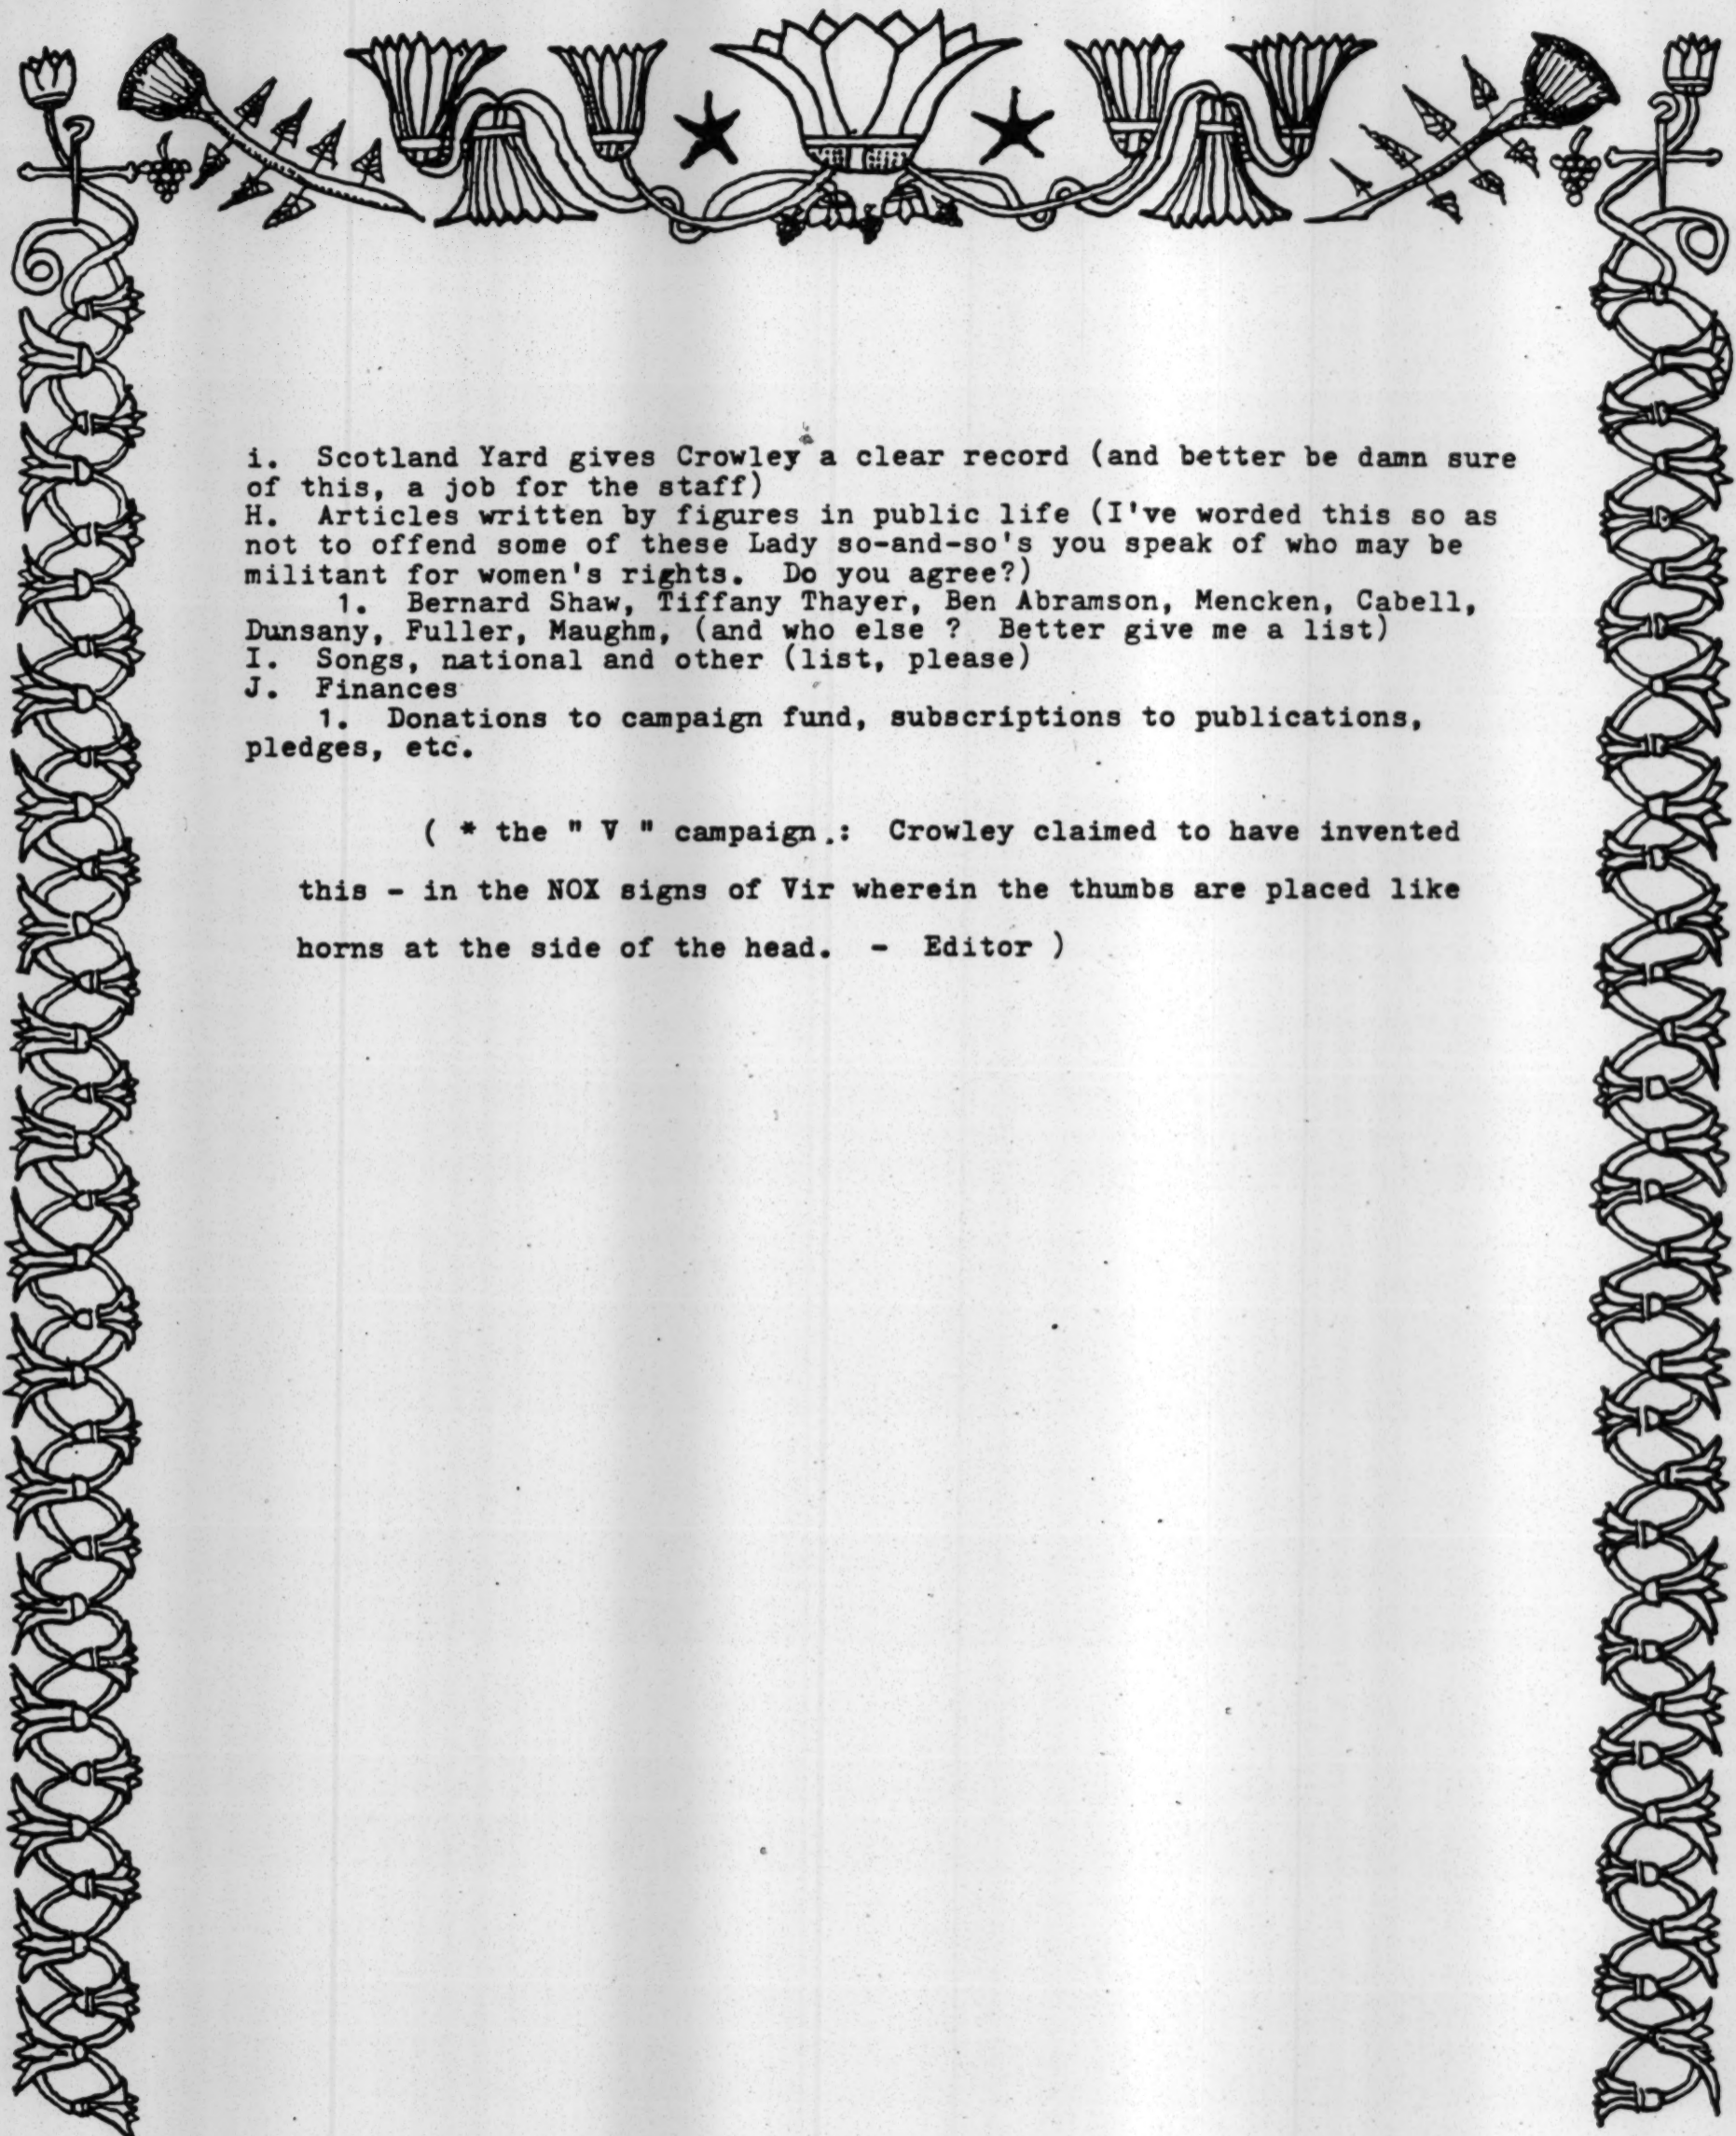 i.  Scotland Yard gives Crowley a clear record (and better be damn sure
of this, a job for the staff)
H.  Articles written by figures in public life (I've worded this so as
not to offend some of these Lady so-and-so's you speak of who may be
militant for women's rights.  Do you agree?)
1.  Bernard Shaw, Tiffany Thayer, Ben Abramson, Mencken, Cabell,
Dunsany, Fuller, Maughm, (and who else ?  Better give me a list)
I.  Songs, national and other (list, please)
J.  Finances
1.  Donations to campaign fund, subscriptions to publications,
pledges, etc.
( * the " V " campaign.:  Crowley claimed to have invented
this - in the NOX signs of Vir wherein the thumbs are placed like
horns at the side of the head.  -  Editor )